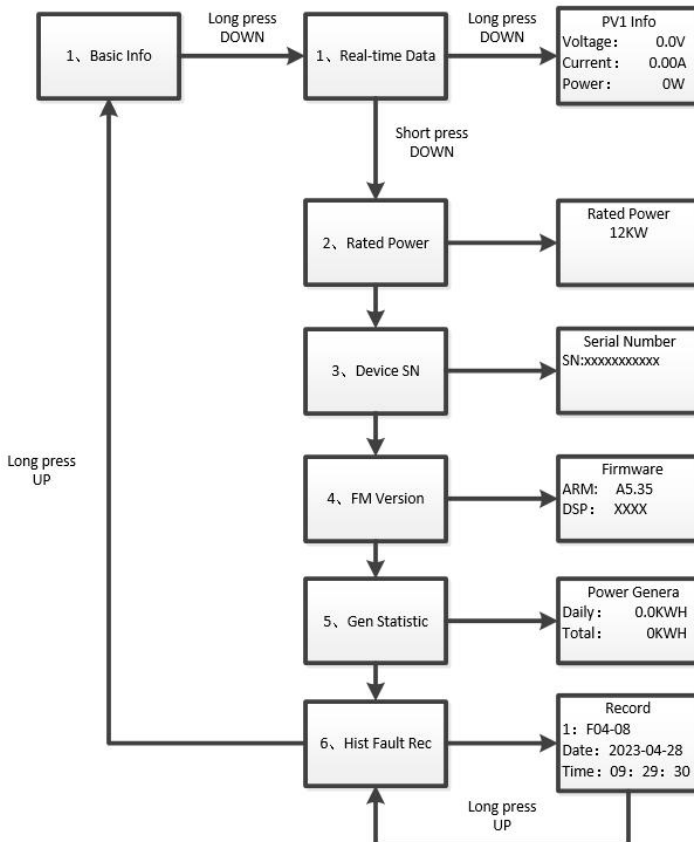 Long press
DOWN
Long press
DOWN
1、Basic Info
1、Real-time Data
PV1 Info
Voltage： 0.0V
Current： 0.00A
Power： 0W
Short press
DOWN
2、Rated Power
Rated Power
12KW
3、Device SN
Serial Number
SN:xxxxxxxxxxx
Long press
UP
4、FM Version
Firmware
ARM: A5.35
DSP： XXXX
5、Gen Statistic
Power Genera
Daily： 0.0KWH
Total： 0KWH
6、Hist Fault Rec
Record
1：F04-08
Date：2023-04-28
Time：09：29：30
Long press
UP